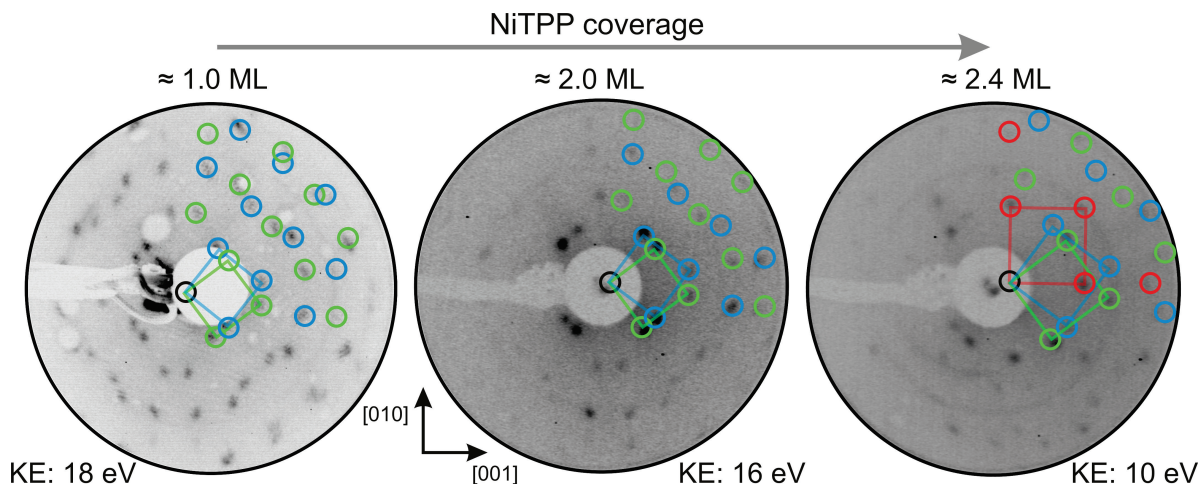 NiTPP coverage
≈ 1.0 ML
≈ 2.0 ML
≈ 2.4 ML
[010]
[001]
KE: 18 eV
KE: 16 eV
KE: 10 eV